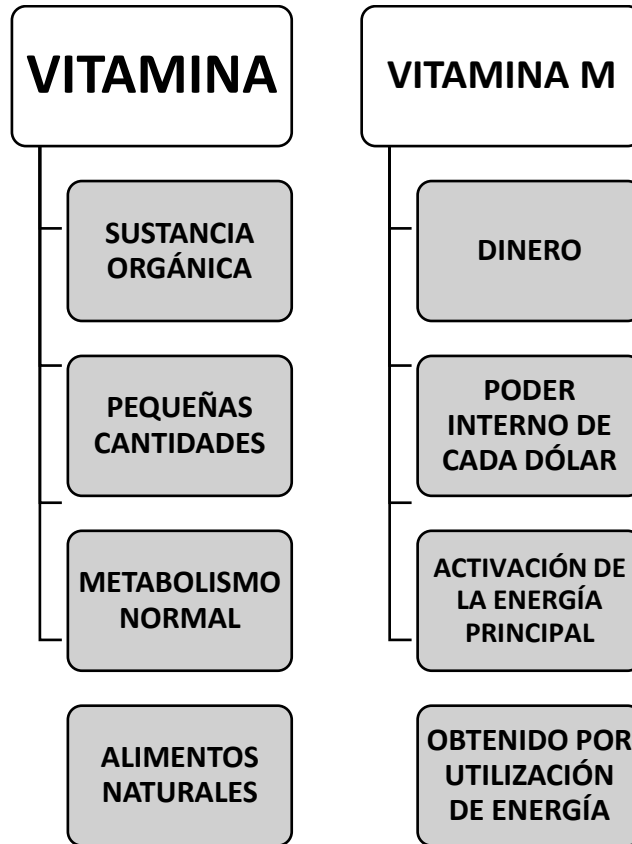 VITAMINA
SUSTANCIA
ORGÁNICA
PEQUEÑAS
CANTIDADES
METABOLISMO
NORMAL
ALIMENTOS
NATURALES
VITAMINA M
DINERO
PODER
INTERNO DE
CADA DÓLAR
ACTIVACIÓN DE
LA ENERGÍA
PRINCIPAL
OBTENIDO POR
UTILIZACIÓN
DE ENERGÍA